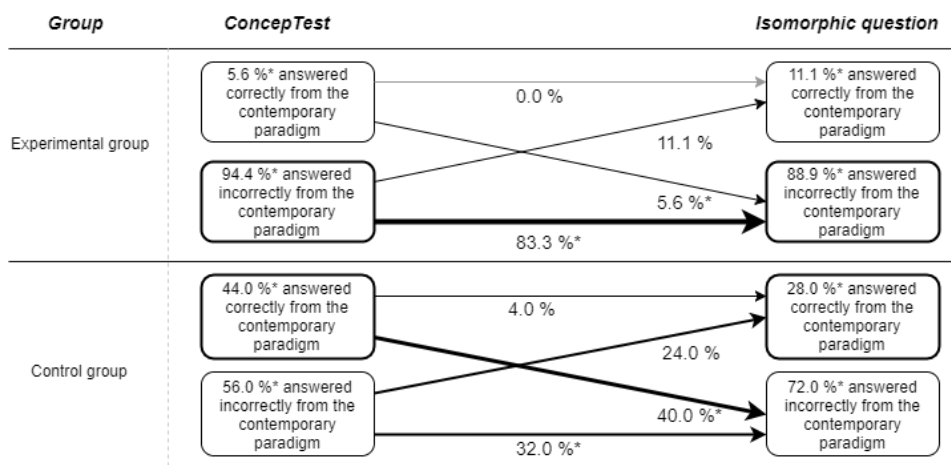 Group
ConcepTest
Isomorphic question
Experimental group
5.6 %* answered
correctly from the
contemporary
paradigm
0.0 %
11.1 %* answered
correctly from the
contemporary
paradigm
11.1 %
94.4 %* answered
incorrectly from the
contemporary
paradigm
5.6 %*
83.3 %*
88.9 %* answered
incorrectly from the
contemporary
paradigm
Control group
44.0 %* answered
correctly from the
contemporary
paradigm
4.0 %
28.0 %* answered
correctly from the
contemporary
paradigm
24.0 %
56.0 %* answered
incorrectly from the
contemporary
paradigm
40.0 %*
32.0 %*
72.0 %* answered
incorrectly from the
contemporary
paradigm